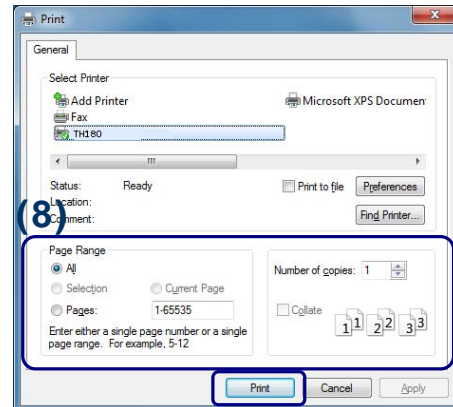 Print
General
Select Printer
Add Printer
Microsoft XPS Documen
Fax
TH180
Status: Ready
Print to file
Preferences
Location:
(8)
Comment:
Find Printer...
Page Range
All
Number of copies: 1
Selection
Current Page
Pages: 1-65535
Collate
1 1 2 2 3 3
Enter either a single page number or a single
page range. For example, 5-12
Print
Cancel
Apply